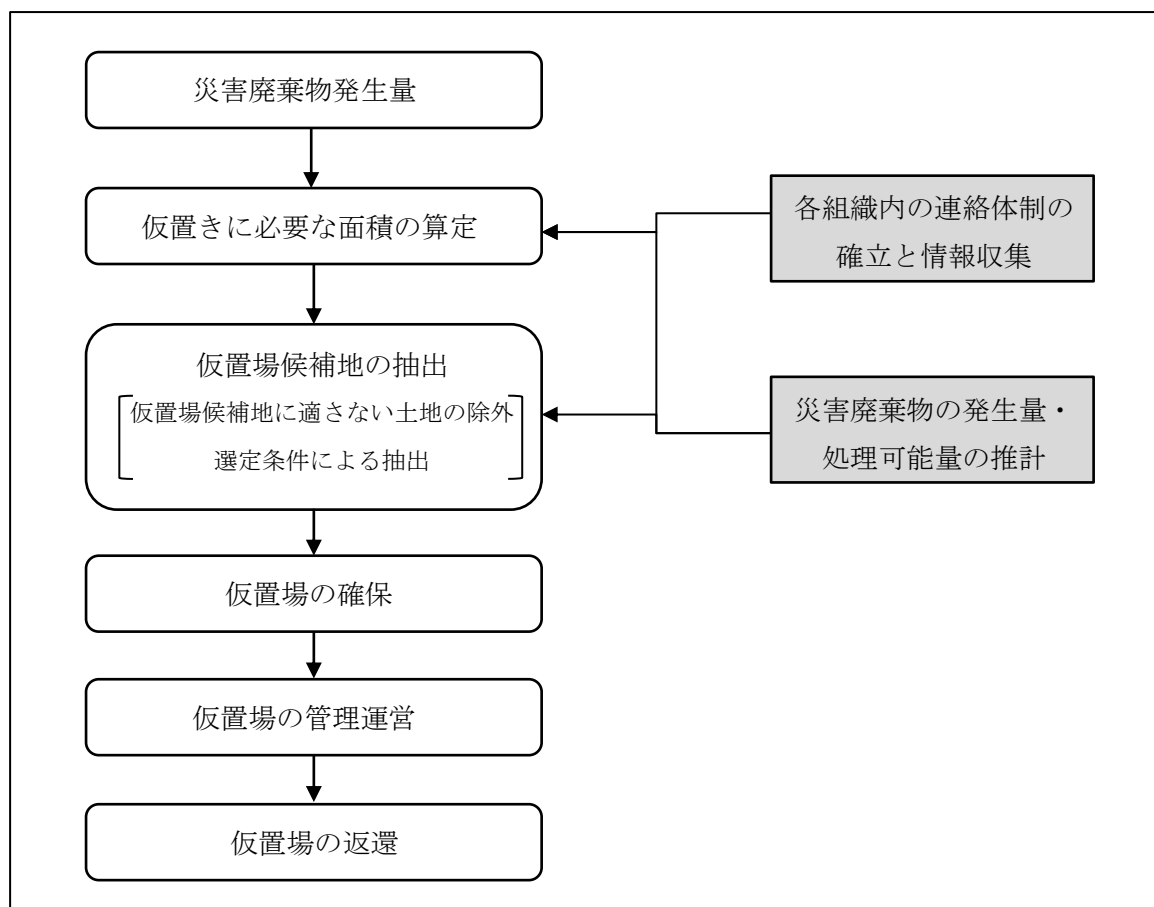 災害廃棄物発生量
仮置きに必要な面積の算定
仮置場候補地の抽出
仮置場候補地に適さない土地の除外
選定条件による抽出
仮置場の確保
仮置場の管理運営
仮置場の返還
各組織内の連絡体制の
確立と情報収集
災害廃棄物の発生量・
処理可能量の推計